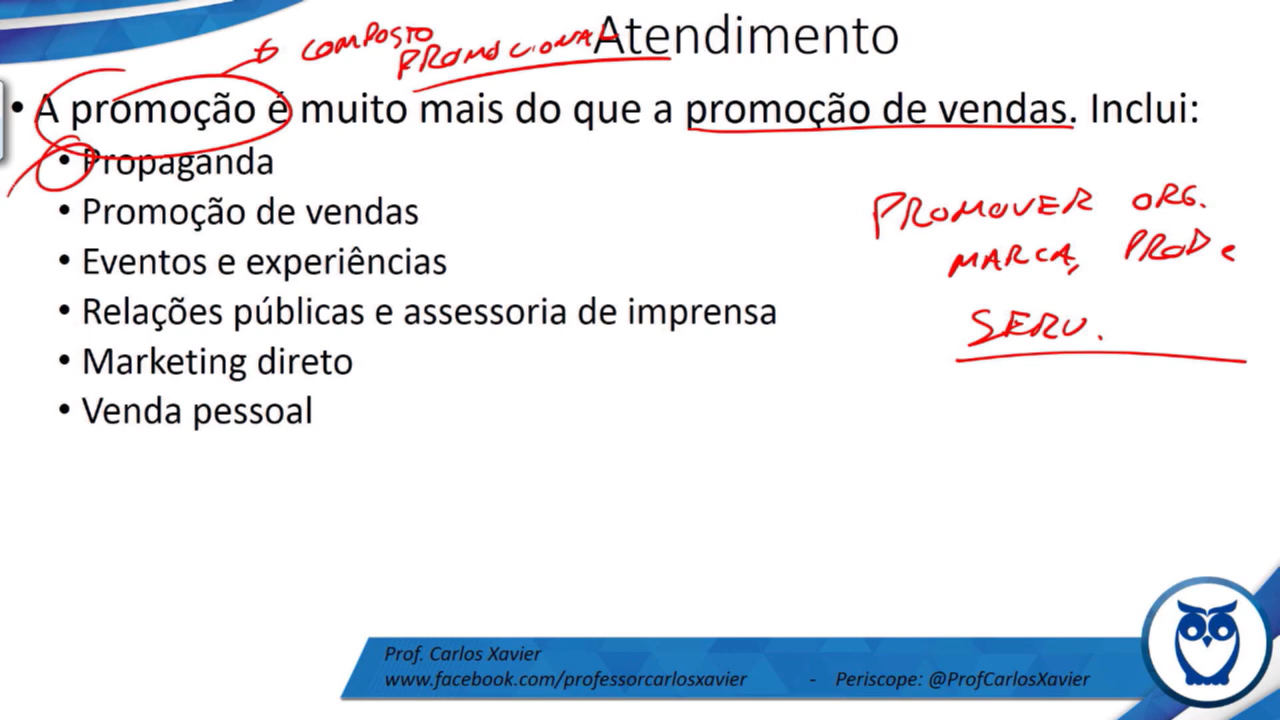 Atendimento
COMPOSTO
PROMOCIONAL
• A promoção é muito mais do que a promoção de vendas. Inclui:
• Propaganda
• Promoção de vendas
• Eventos e experiências
• Relações públicas e assessoria de imprensa
• Marketing direto
• Venda pessoal
PROMOVER ORG.
MARCA, PROD e
SERV.
Prof. Carlos Xavier
www.facebook.com/professorcarlosxavier - Periscope: @ProfCarlosXavier